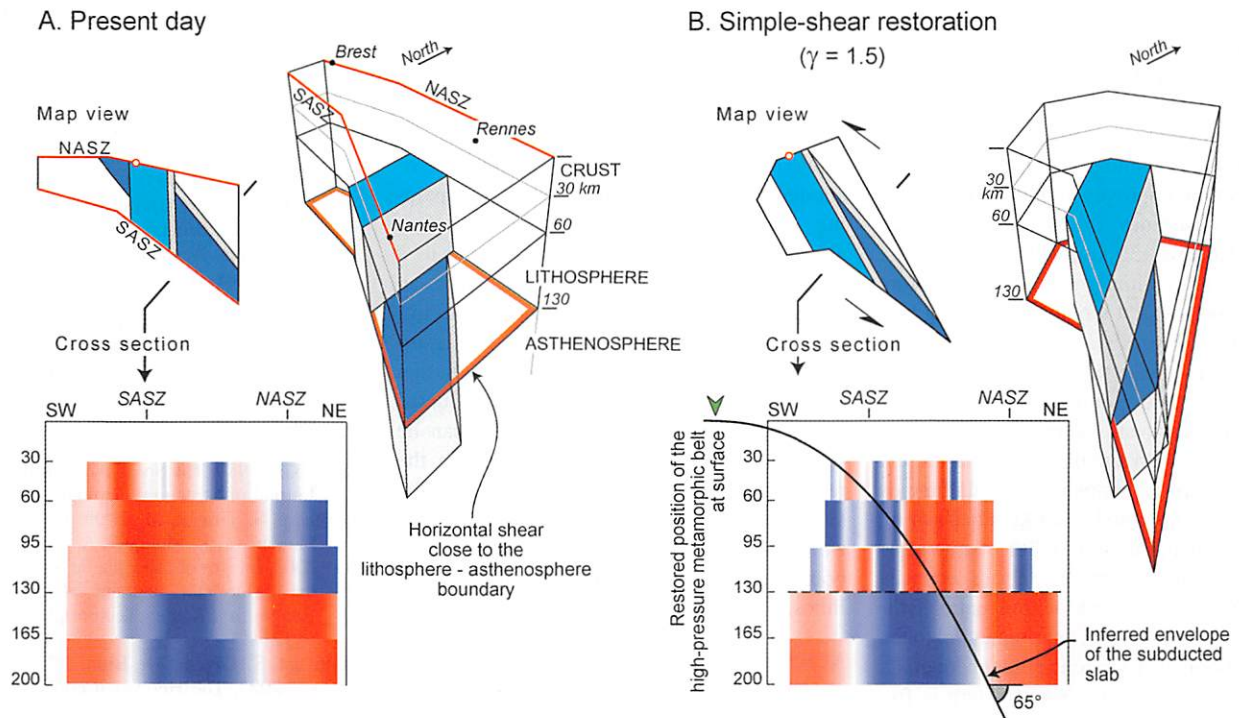 A. Present day
Brest
North
NASZ
SASZ
Rennes
Map view
NASZ
SASZ
CRUST
30 km
60
Nantes
LITHOSPHERE
130
ASTHENOSPHERE
Cross section
SW
SASZ
NASZ
NE
30
60
95
130
165
200
Horizontal shear
close to the
lithosphere - asthenosphere
boundary
B. Simple-shear restoration
(γ = 1.5)
North
Map view
30
km
60
130
Cross section
SW
SASZ
NASZ
NE
Restored position of the
high-pressure metamorphic belt
at surface
30
60
95
130
165
200
Inferred envelope
of the subducted
slab
65°